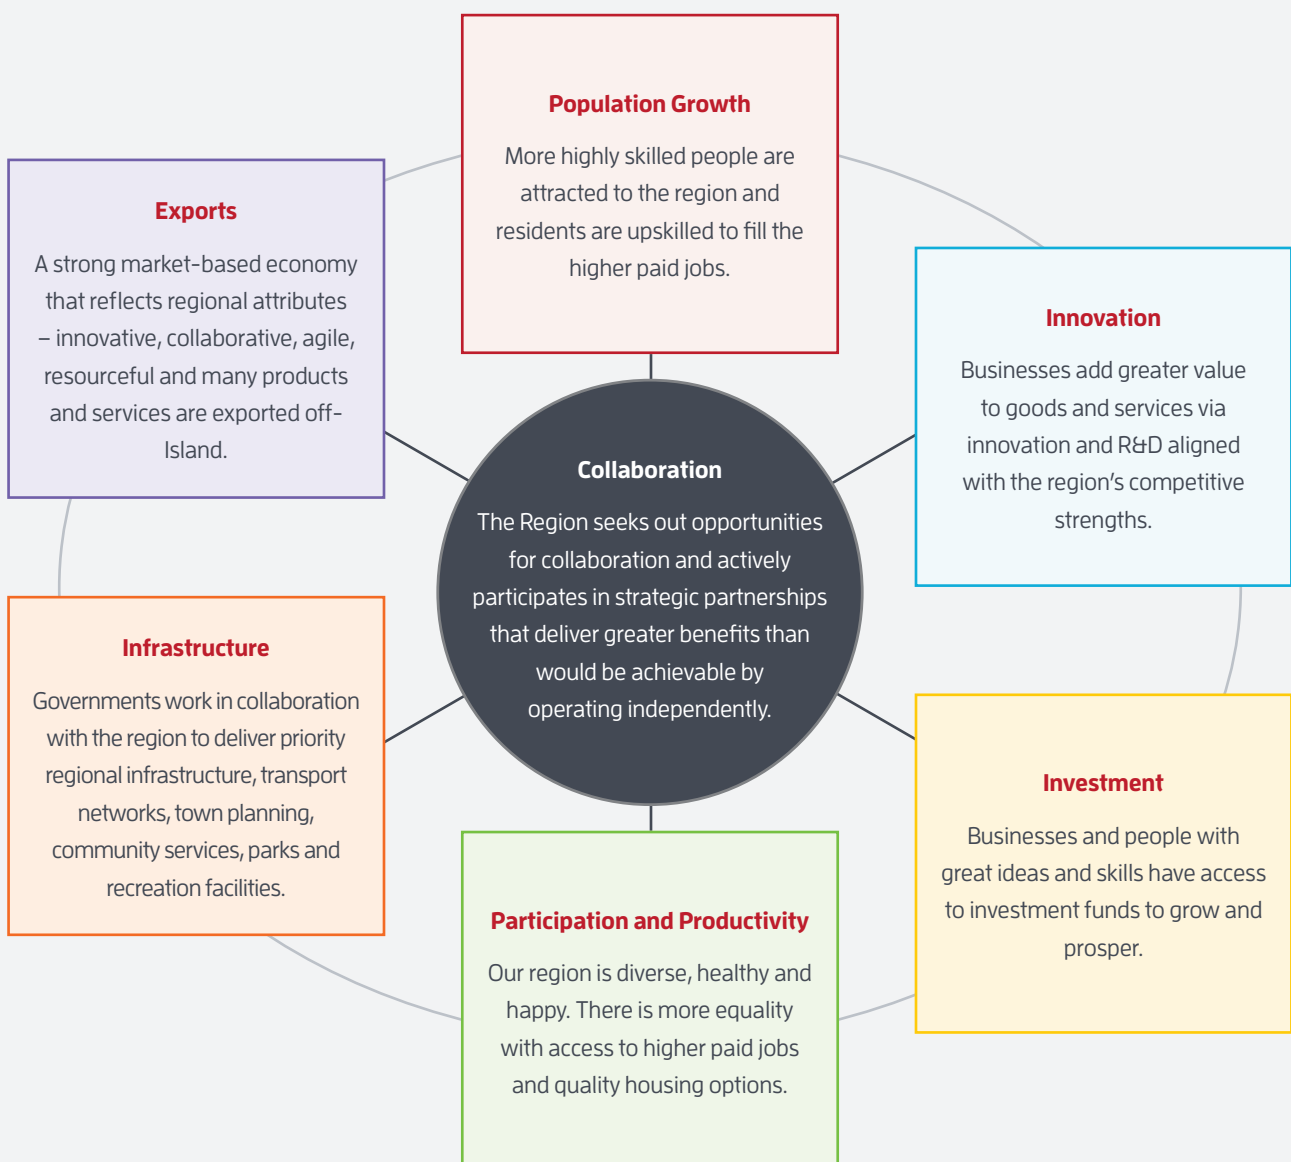 Population Growth
More highly skilled people are
attracted to the region and
residents are upskilled to fill the
higher paid jobs.
Exports
A strong market-based economy
that reflects regional attributes
– innovative, collaborative, agile,
resourceful and many products
and services are exported off-
Island.
Innovation
Businesses add greater value
to goods and services via
innovation and R&D aligned
with the region's competitive
strengths.
Collaboration
The Region seeks out opportunities
for collaboration and actively
participates in strategic partnerships
that deliver greater benefits than
would be achievable by
operating independently.
Infrastructure
Governments work in collaboration
with the region to deliver priority
regional infrastructure, transport
networks, town planning,
community services, parks and
recreation facilities.
Investment
Businesses and people with
great ideas and skills have access
to investment funds to grow and
prosper.
Participation and Productivity
Our region is diverse, healthy and
happy. There is more equality
with access to higher paid jobs
and quality housing options.